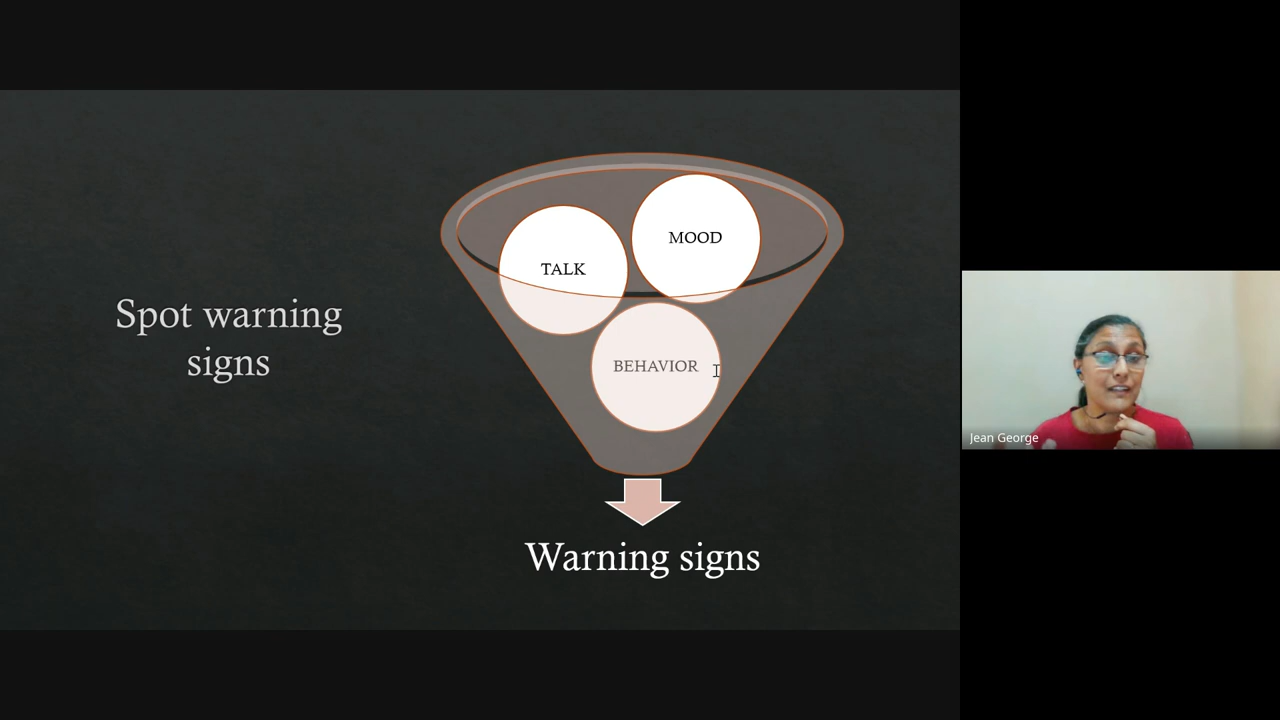 Spot warning
signs
MOOD
TALK
BEHAVIOR
Warning signs
Jean George